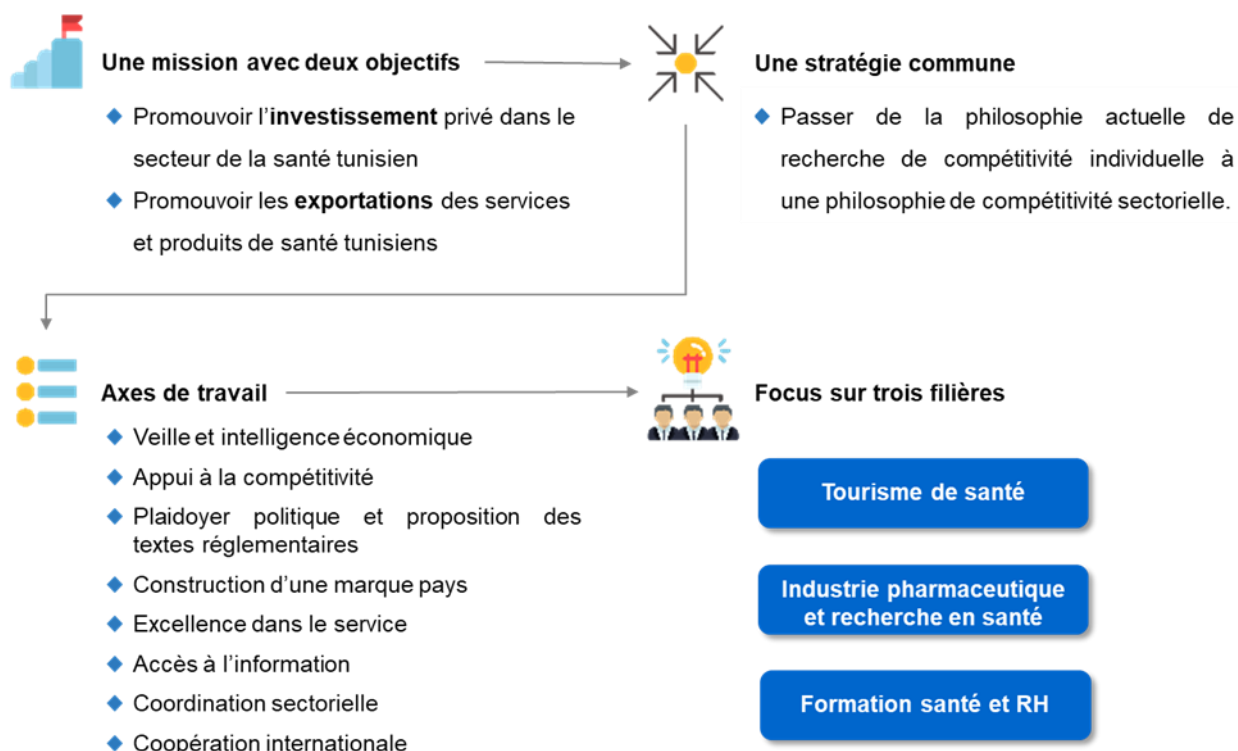 Une mission avec deux objectifs
Promouvoir l'investissement privé dans le
secteur de la santé tunisien
Promouvoir les exportations des services
et produits de santé tunisiens
Une stratégie commune
Passer de la philosophie actuelle de
recherche de compétitivité individuelle à
une philosophie de compétitivité sectorielle.
Axes de travail
Veille et intelligence économique
Appui à la compétitivité
Plaidoyer politique et proposition des
textes réglementaires
Construction d'une marque pays
Excellence dans le service
Accès à l'information
Coordination sectorielle
Coopération internationale
Focus sur trois filières
Tourisme de santé
Industrie pharmaceutique
et recherche en santé
Formation santé et RH